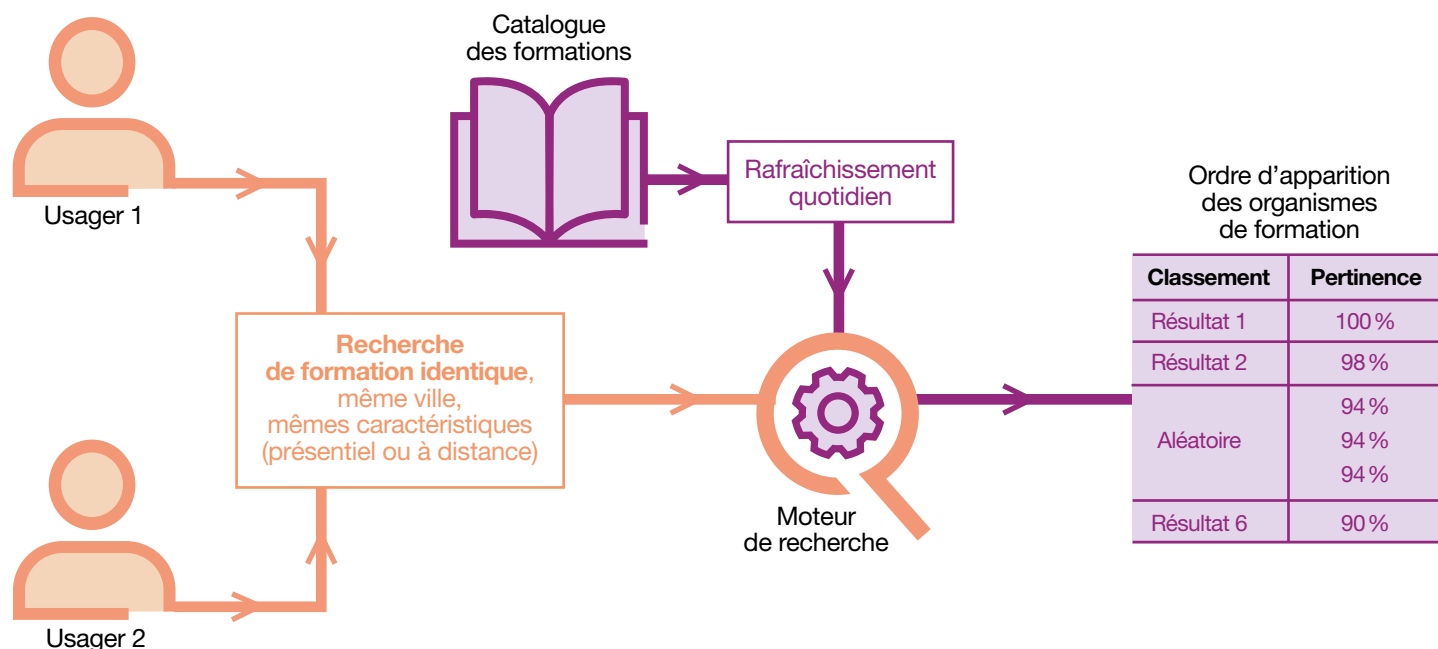 Catalogue
des formations
Usager 1
Rafraîchissement
quotidien
Recherche
de formation identique,
même ville,
mêmes caractéristiques
(présentiel ou à distance)
Usager 2
Moteur
de recherche
Ordre d’apparition
des organismes
de formation
Classement Pertinence
Résultat 1 100 %
Résultat 2 98 %
Aléatoire
94 %
94 %
94 %
Résultat 6 90 %